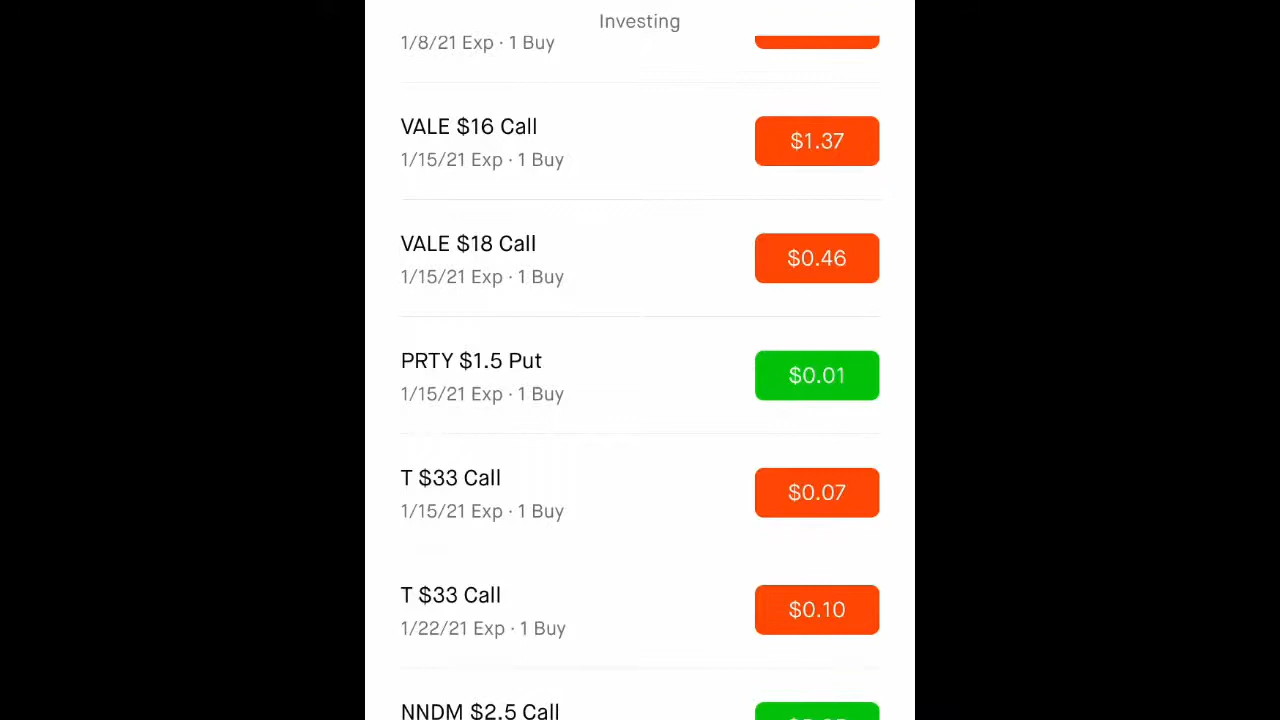 Investing
1/8/21 Exp · 1 Buy
VALE $16 Call
$1.37
1/15/21 Exp · 1 Buy
VALE $18 Call
$0.46
1/15/21 Exp · 1 Buy
PRTY $1.5 Put
$0.01
1/15/21 Exp · 1 Buy
T $33 Call
$0.07
1/15/21 Exp · 1 Buy
T $33 Call
$0.10
1/22/21 Exp · 1 Buy
NNDM $2.5 Call